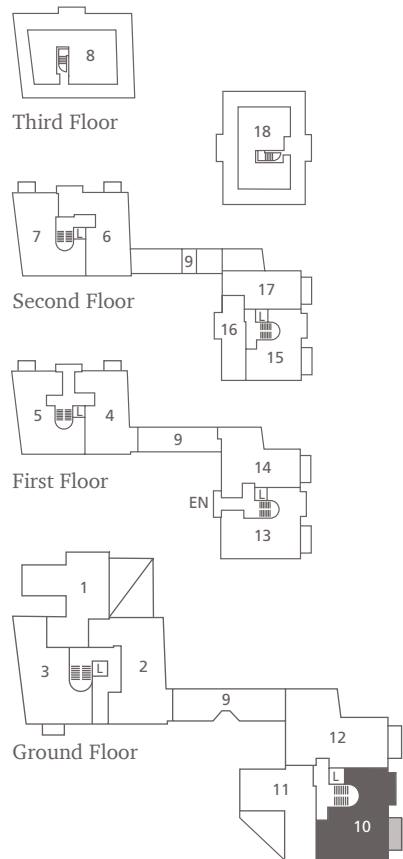 8
Third Floor
18
7 L 6
9
Second Floor
17
L
16
15
5 L 4
9
First Floor
14
EN L
13
1
3 L 2
9
Ground Floor
12
L
11
10